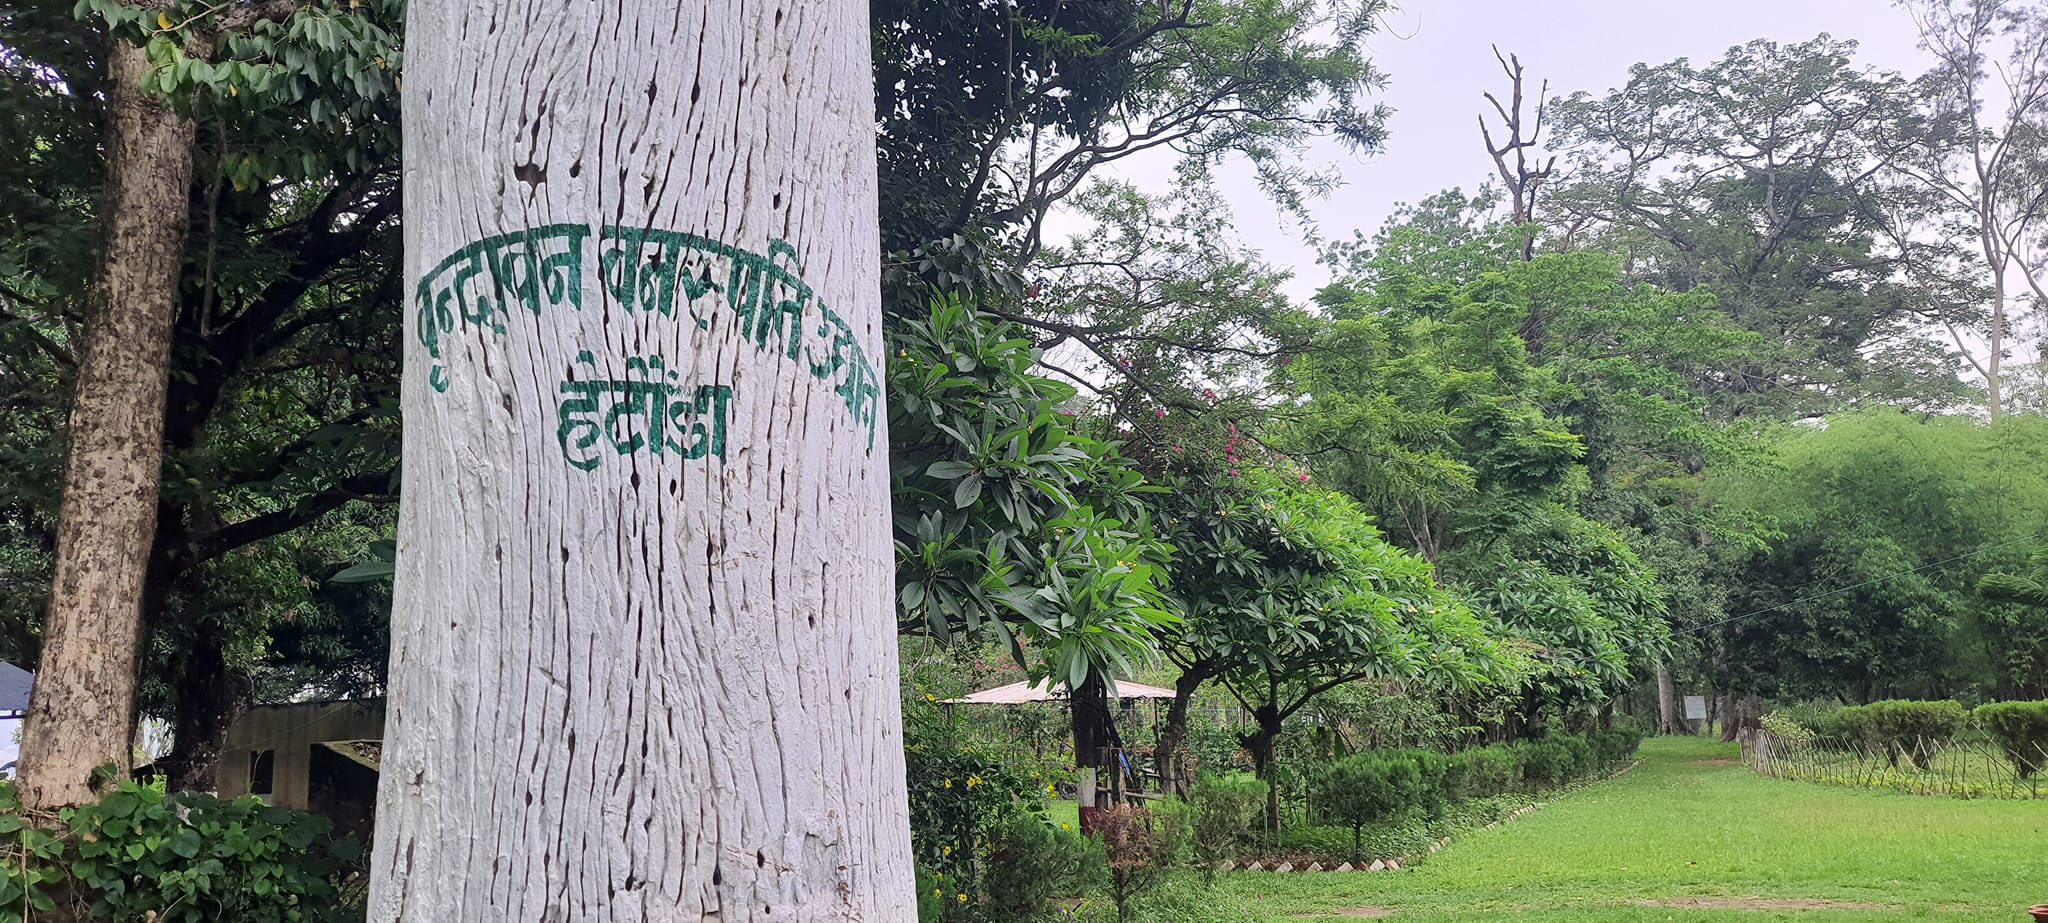 वृन्दावन वनस्पति उद्यान
हेटौंडा